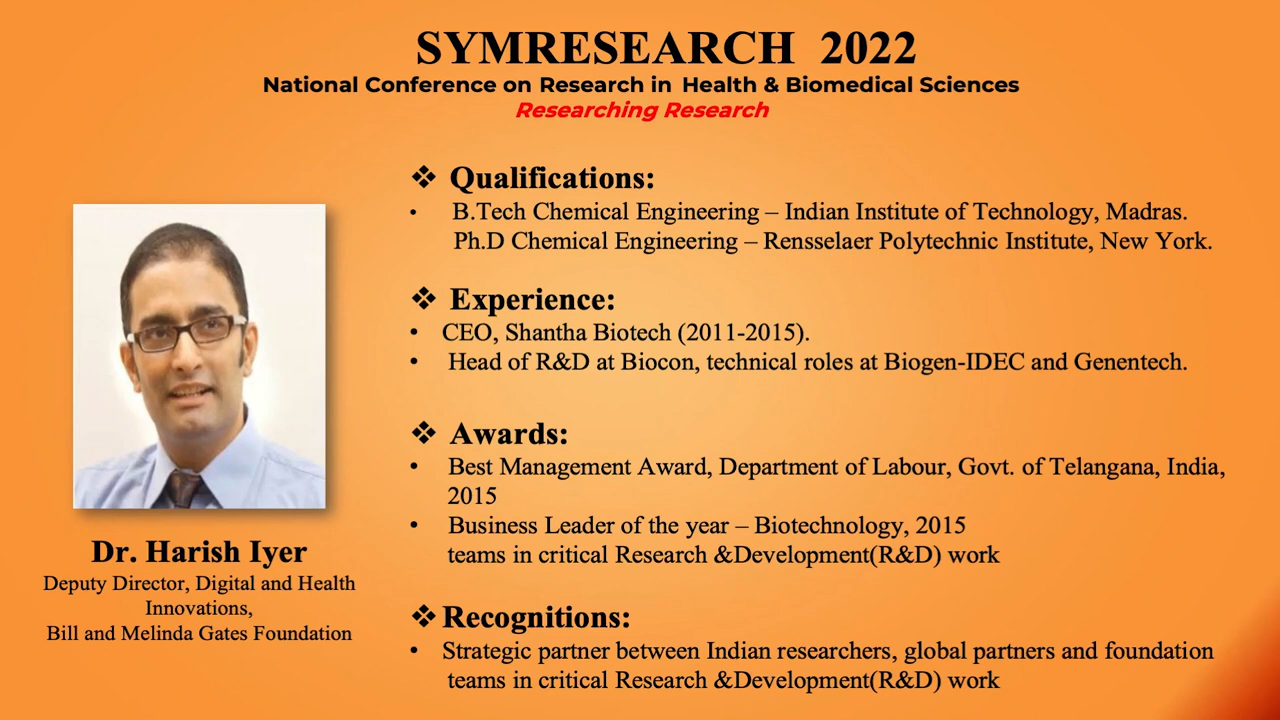 SYMRESEARCH 2022
National Conference on Research in Health & Biomedical Sciences
Researching Research
❖ Qualifications:
• B.Tech Chemical Engineering – Indian Institute of Technology, Madras.
Ph.D Chemical Engineering – Rensselaer Polytechnic Institute, New York.
❖ Experience:
• CEO, Shantha Biotech (2011-2015).
• Head of R&D at Biocon, technical roles at Biogen-IDEC and Genentech.
❖ Awards:
• Best Management Award, Department of Labour, Govt. of Telangana, India,
2015
• Business Leader of the year – Biotechnology, 2015
teams in critical Research &Development(R&D) work
❖ Recognitions:
• Strategic partner between Indian researchers, global partners and foundation
teams in critical Research &Development(R&D) work
Dr. Harish Iyer
Deputy Director, Digital and Health
Innovations,
Bill and Melinda Gates Foundation